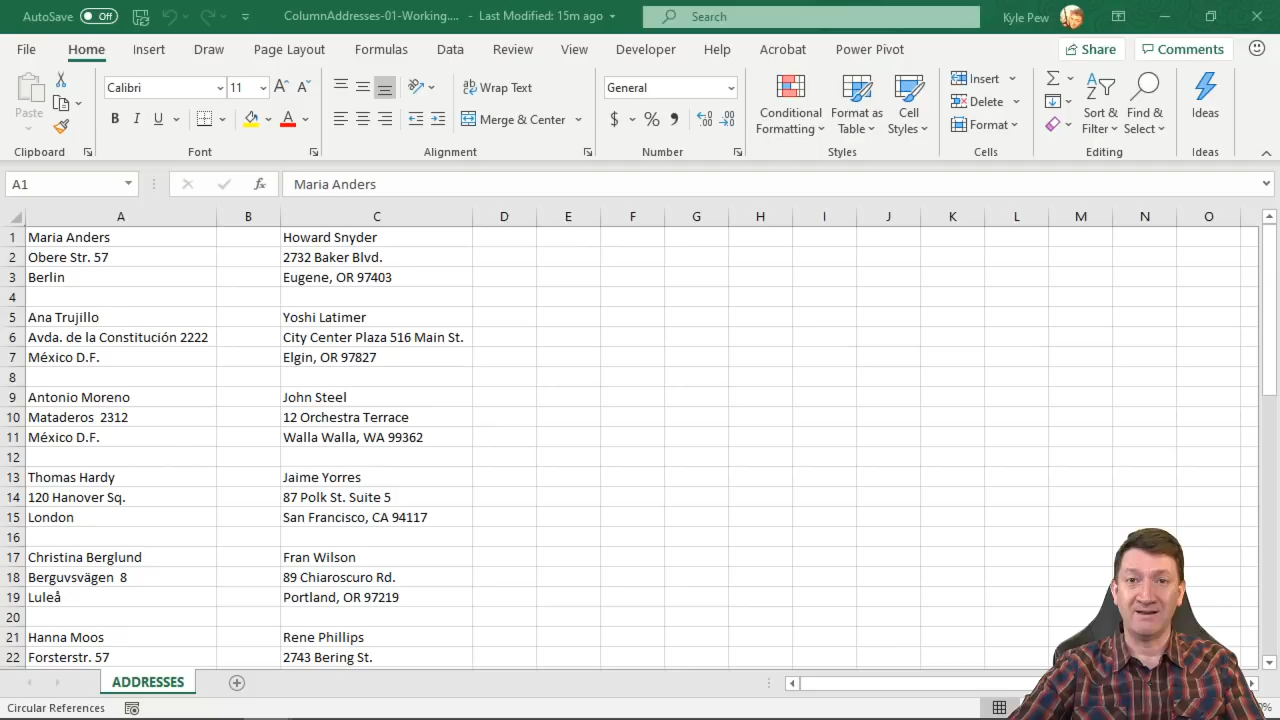 AutoSave Off ColumnAddresses-01-Working.... - Last Modified: 15m ago Search Kyle Pew
File Home Insert Draw Page Layout Formulas Data Review View Developer Help Acrobat Power Pivot Share Comments
Paste Calibri 11 A A Wrap Text General Conditional Formatting Format as Table Cell Styles Insert Delete Format Sort & Filter Find & Select Ideas
B I U A Merge & Center $ % ,
Clipboard Font Alignment Number Styles Cells Editing Ideas
A1 fx Maria Anders
A B C D E F G H I J K L M N O
1 Maria Anders Howard Snyder
2 Obere Str. 57 2732 Baker Blvd.
3 Berlin Eugene, OR 97403
4
5 Ana Trujillo Yoshi Latimer
6 Avda. de la Constitución 2222 City Center Plaza 516 Main St.
7 México D.F. Elgin, OR 97827
8
9 Antonio Moreno John Steel
10 Mataderos  2312 12 Orchestra Terrace
11 México D.F. Walla Walla, WA 99362
12
13 Thomas Hardy Jaime Yorres
14 120 Hanover Sq. 87 Polk St. Suite 5
15 London San Francisco, CA 94117
16
17 Christina Berglund Fran Wilson
18 Berguvsvägen  8 89 Chiaroscuro Rd.
19 Luleå Portland, OR 97219
20
21 Hanna Moos Rene Phillips
22 Forsterstr. 57 2743 Bering St.
ADDRESSES
Circular References